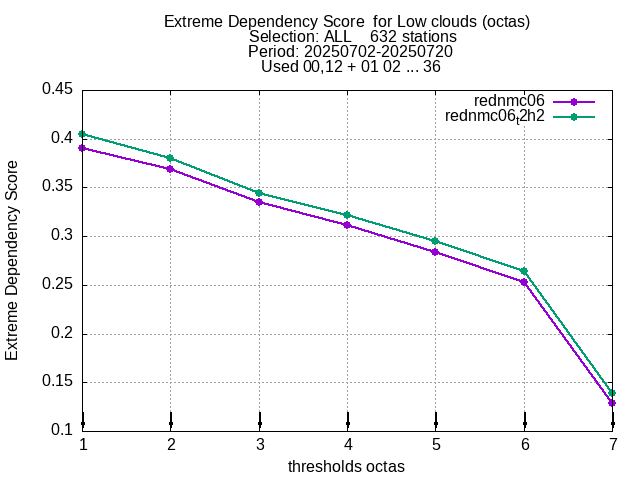 Extreme Dependency Score  for Low clouds (octas)
Selection: ALL    632 stations
Period: 20250702-20250720
Used 00,12 + 01 02 ... 36
rednmc06
rednmc06_t2h2
Extreme Dependency Score
0.45
0.4
0.35
0.3
0.25
0.2
0.15
0.1
1 2 3 4 5 6 7
thresholds octas